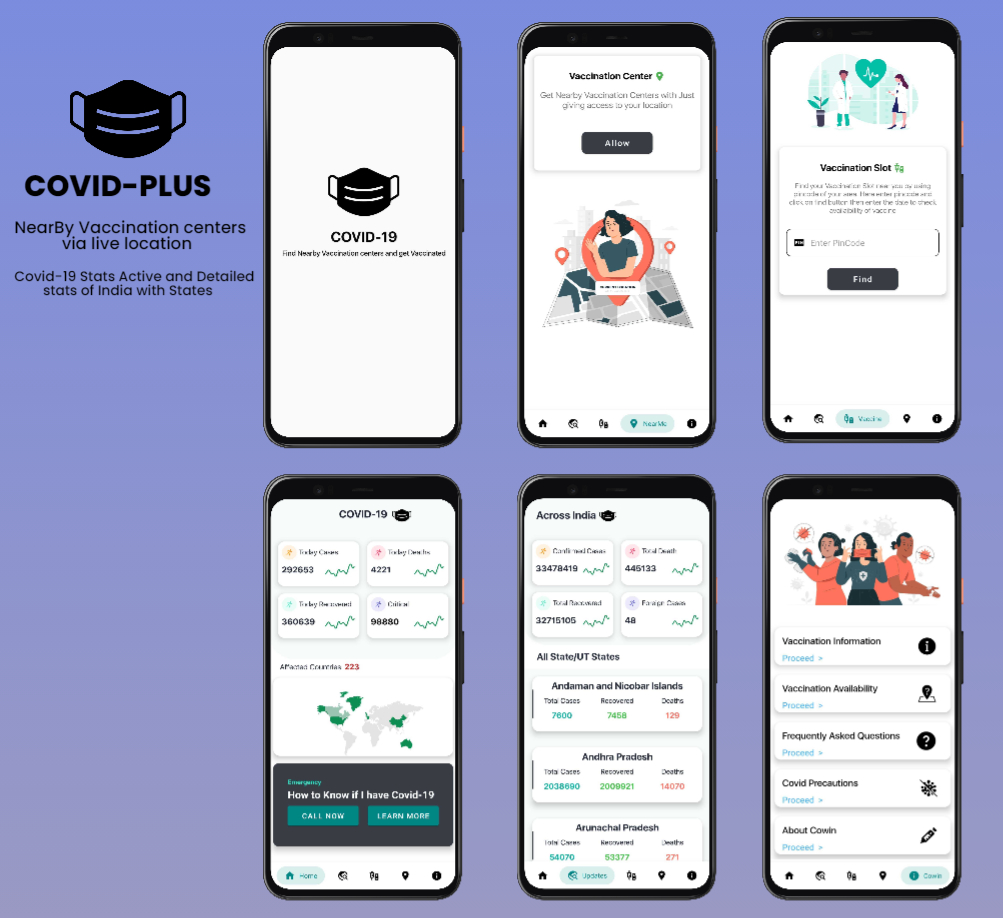 COVID-PLUS
NearBy Vaccination centers
via live location
Covid-19 Stats Active and Detailed
stats of India with States
COVID-19
Find Nearby Vaccination centers and get Vaccinated
Vaccination Center
Get Nearby Vaccination Centers with Just
giving access to your location
Allow
NearMe
Vaccination Slot
Find your Vaccination Slot near you by using
pincode of your area. Here enter pincode and
click on find button then enter the date to check
availability of vaccine
Enter PinCode
Find
Vaccine
COVID-19
Today Cases
292653
Today Deaths
4221
Today Recovered
360639
Critical
98880
Affected Countries 223
Emergency
How to Know if I have Covid-19
CALL NOW
LEARN MORE
Home
Across India
Confirmed Cases
33478419
Total Death
445133
Total Recovered
32715105
Foreign Cases
48
All State/UT States
Andaman and Nicobar Islands
Total Cases Recovered Deaths
7600 7458 129
Andhra Pradesh
Total Cases Recovered Deaths
2038690 2009921 14070
Arunachal Pradesh
Total Cases Recovered Deaths
54070 53377 271
Updates
Vaccination Information
Proceed >
Vaccination Availability
Proceed >
Frequently Asked Questions
Proceed >
Covid Precautions
Proceed >
About Cowin
Proceed >
Cowin